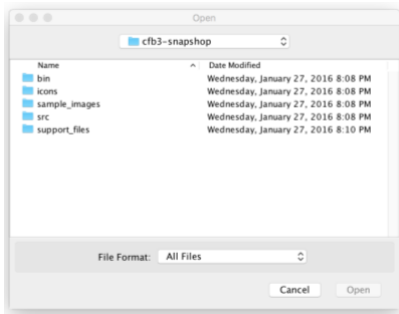 Open
cfb3-snapshop
Name Date Modified
bin Wednesday, January 27, 2016 8:08 PM
icons Wednesday, January 27, 2016 8:08 PM
sample_images Wednesday, January 27, 2016 8:08 PM
src Wednesday, January 27, 2016 8:08 PM
support_files Wednesday, January 27, 2016 8:10 PM
File Format: All Files
Cancel Open